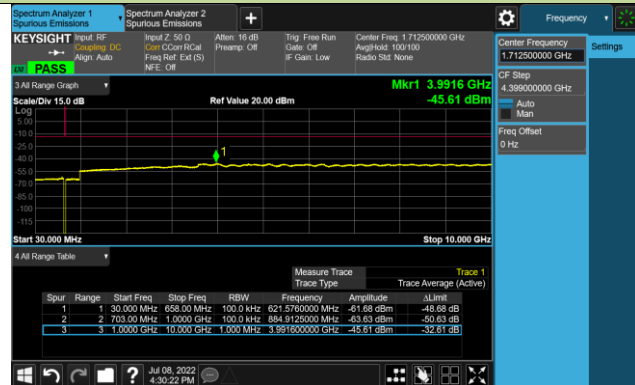 Spectrum Analyzer 1
Spurious Emissions
Spectrum Analyzer 2
Spurious Emissions
+
Frequency
KEYSIGHT Input: RF Input Z: 50 Ω Atten: 16 dB Trig: Free Run Center Freq: 1.712500000 GHz
Coupling: DC Corr CCorr RCal Preamp: Off Gate: Off Avg|Hold: 100/100
Align: Auto Freq Ref: Ext (S) IF Gain: Low Radio Std: None
NFE: Off
PASS
Center Frequency
1.712500000 GHz
Settings
CF Step
4.399000000 GHz
Auto
Man
Freq Offset
0 Hz
3 All Range Graph
Mkr1 3.9916 GHz
Scale/Div 15.0 dB Ref Value 20.00 dBm -45.61 dBm
Log
5.00
-10.0
-25.0
-40.0
-55.0
-70.0
-85.0
-100
-115
1
Start 30.000 MHz Stop 10.000 GHz
4 All Range Table
Measure Trace Trace 1
Trace Type Trace Average (Active)
Spur Range Start Freq Stop Freq RBW Frequency Amplitude ΔLimit
1 1 30.000 MHz 658.00 MHz 100.0 kHz 621.5760000 MHz -61.68 dBm -48.68 dB
2 2 703.00 MHz 1.0000 GHz 100.0 kHz 884.9125000 MHz -63.63 dBm -50.63 dB
3 3 1.0000 GHz 10.000 GHz 1.000 MHz 3.991600000 GHz -45.61 dBm -32.61 dB
? Jul 08, 2022
4:30:22 PM